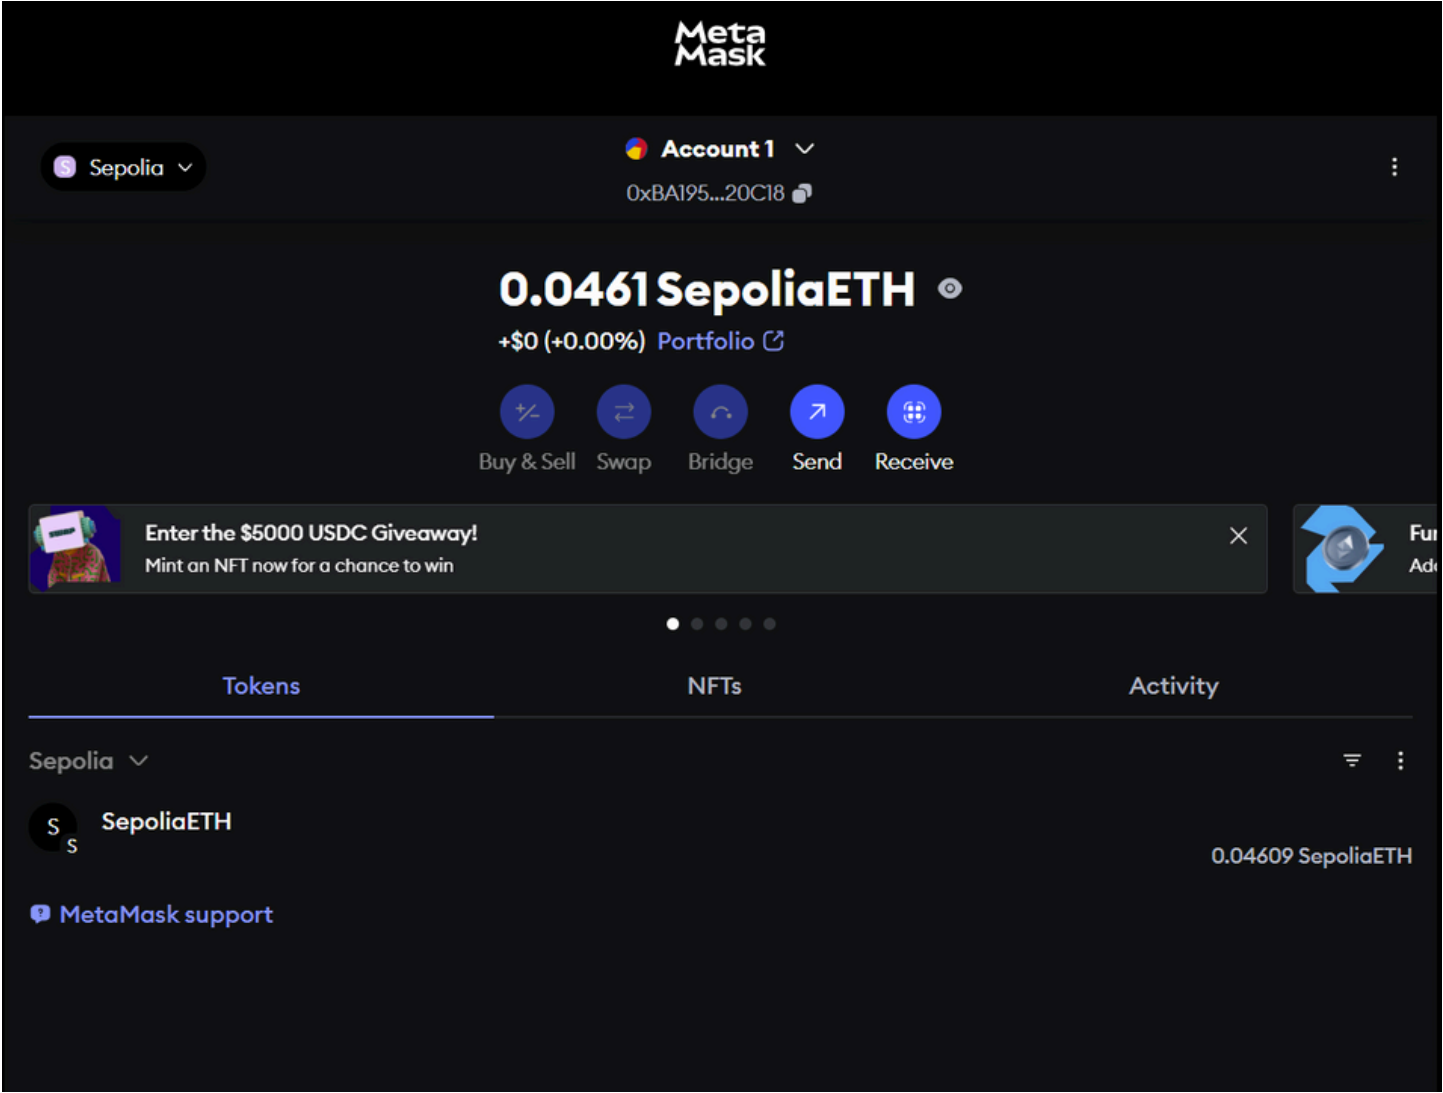 Meta
Mask
S Sepolia
Account 1
0xBA195...20C18
0.0461 SepoliaETH
+$0 (+0.00%) Portfolio
Buy & Sell Swap Bridge Send Receive
Enter the $5000 USDC Giveaway!
Mint an NFT now for a chance to win
Tokens NFTs Activity
Sepolia
S S SepoliaETH
0.04609 SepoliaETH
MetaMask support